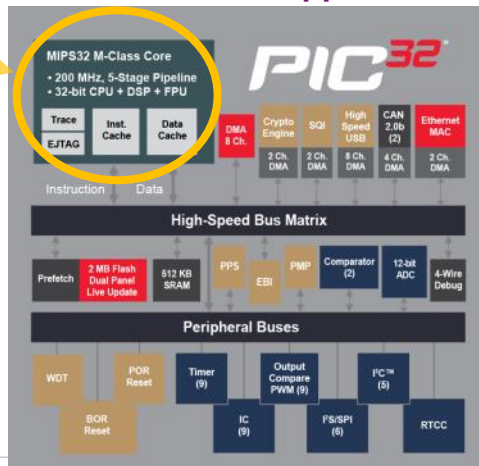 PIC32
MIPS32 M-Class Core
• 200 MHz, 5-Stage Pipeline
• 32-bit CPU + DSP + FPU
Trace
EJTAG
Inst.
Cache
Data
Cache
DMA
8 Ch.
Crypto
Engine
2 Ch.
DMA
SQI
2 Ch.
DMA
High
Speed
USB
8 Ch.
DMA
CAN
2.0b
(2)
4 Ch.
DMA
Ethernet
MAC
2 Ch.
DMA
Instruction
Data
High-Speed Bus Matrix
Prefetch
2 MB Flash
Dual Panel
Live Update
512 KB
SRAM
PPS
EBI
PMP
Comparator
(2)
12-bit
ADC
4-Wire
Debug
Peripheral Buses
WDT
BOR
Reset
POR
Reset
Timer
(9)
IC
(9)
Output
Compare
PWM (9)
I²S/SPI
(6)
I²C™
(5)
RTCC